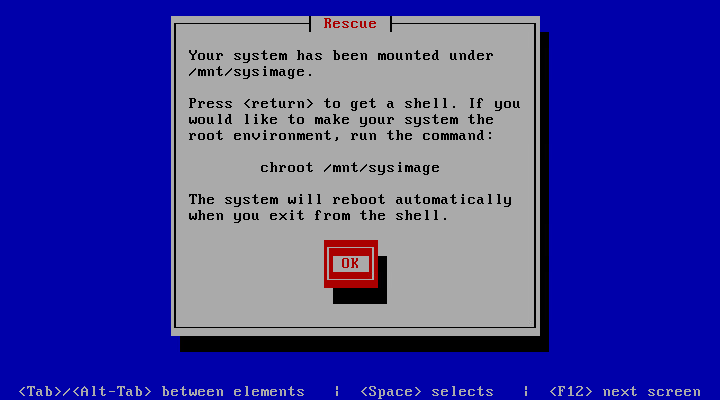 Rescue
Your system has been mounted under
/mnt/sysimage.
Press <return> to get a shell. If you
would like to make your system the
root environment, run the command:
chroot /mnt/sysimage
The system will reboot automatically
when you exit from the shell.
OK
<Tab>/<Alt-Tab> between elements | <Space> selects | <F12> next screen